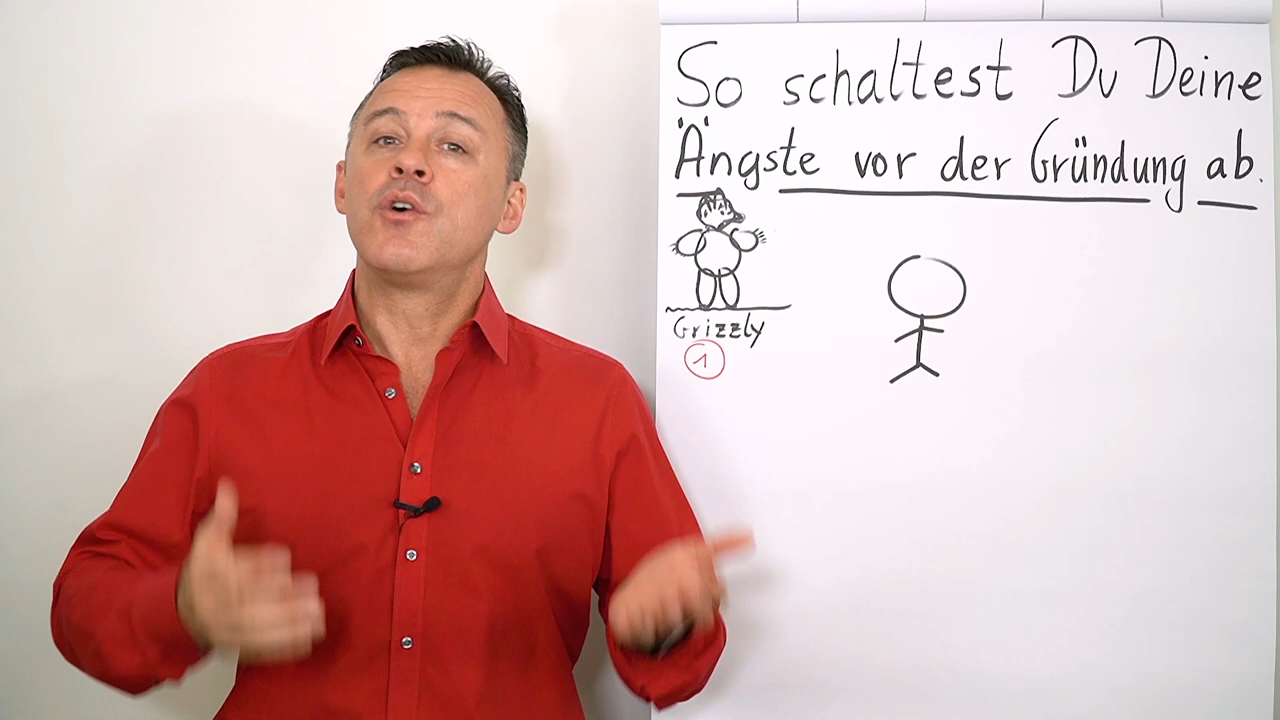 So schaltest Du Deine
Ängste vor der Gründung ab.
Grizzly
1